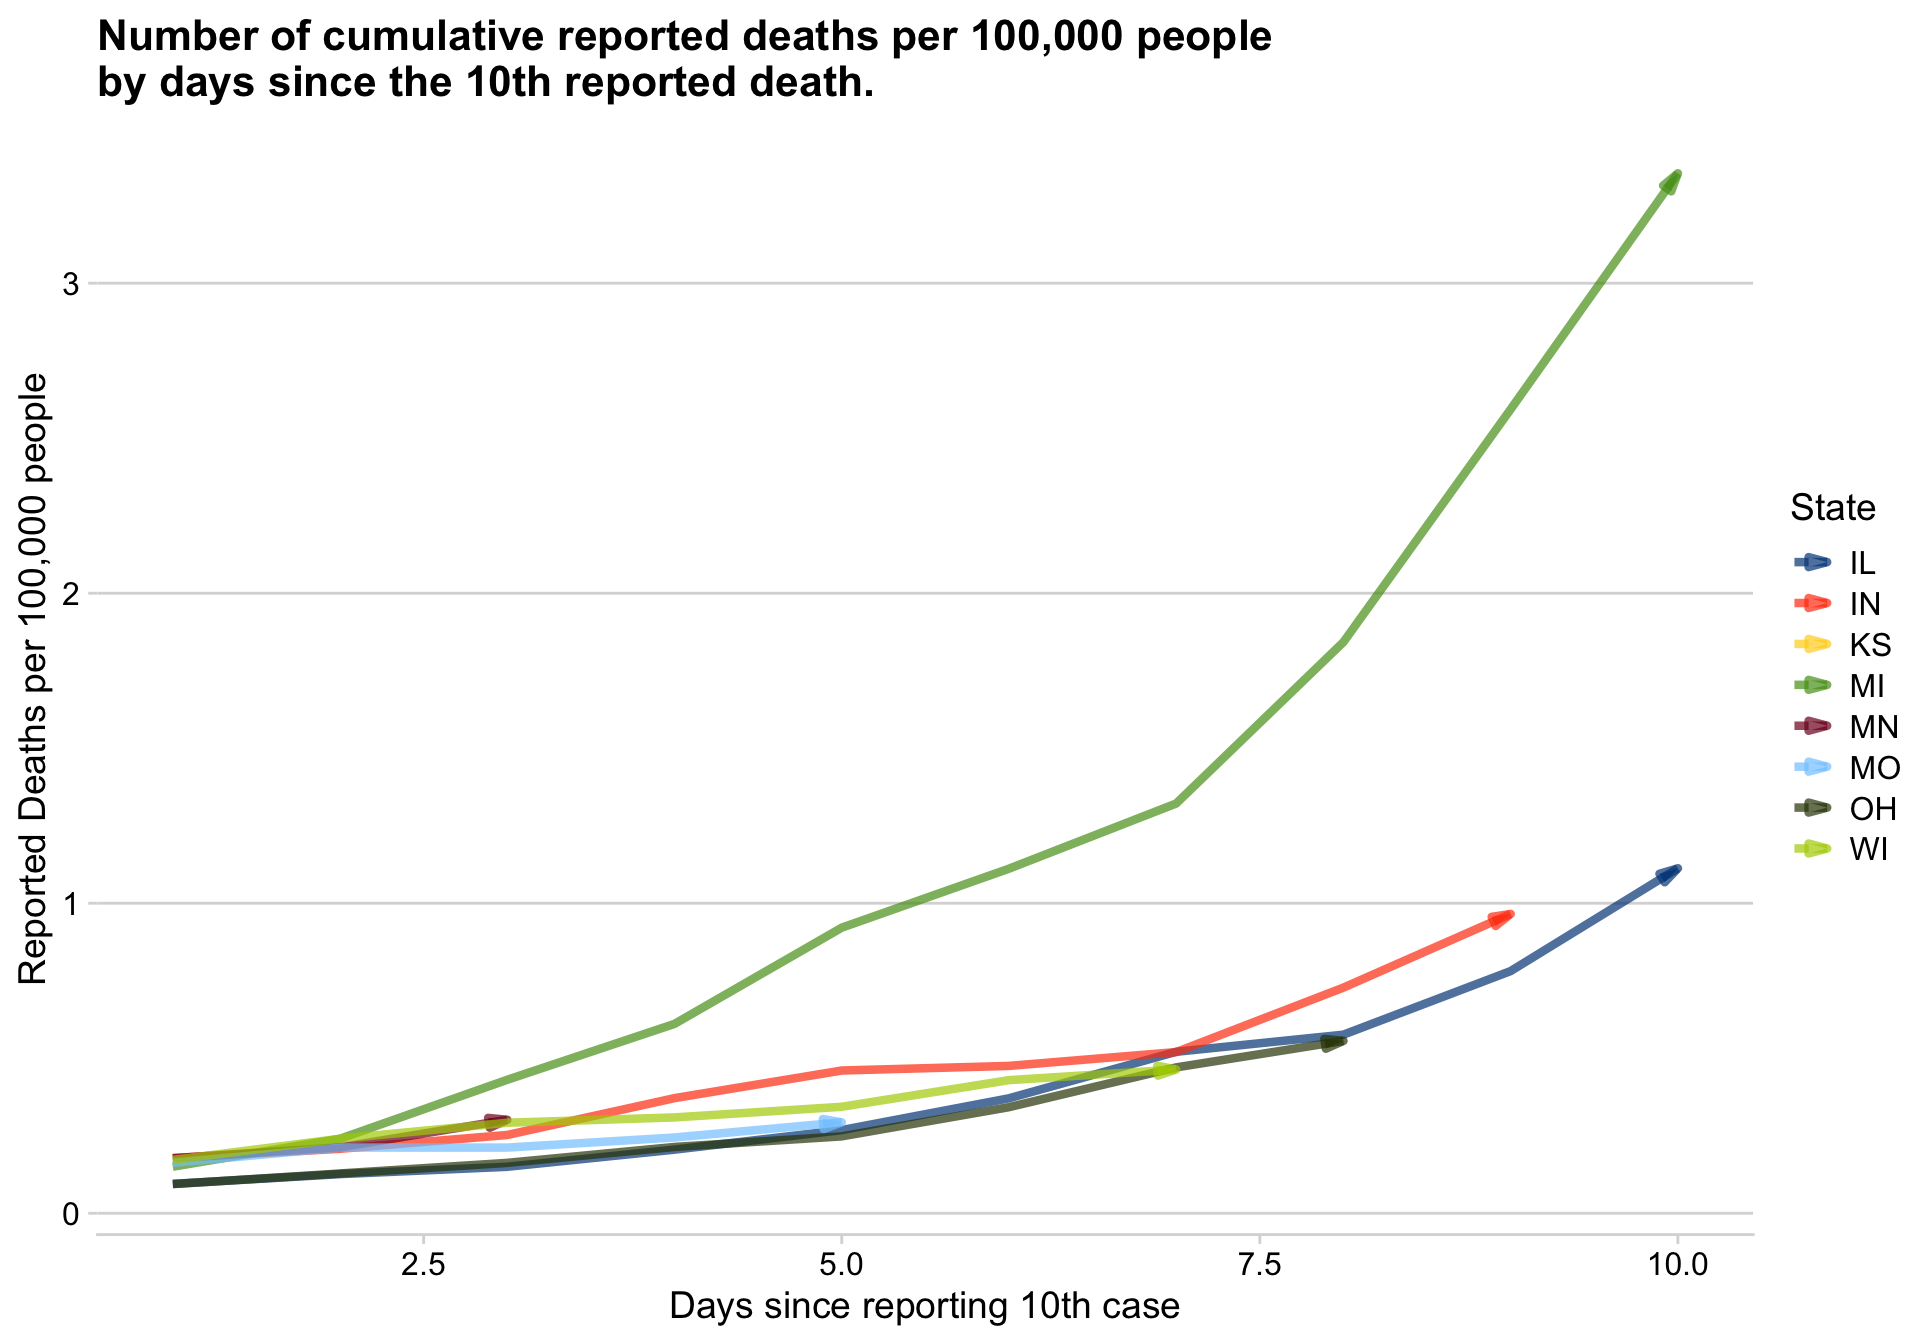 Number of cumulative reported deaths per 100,000 people
by days since the 10th reported death.
Reported Deaths per 100,000 people
3
2
1
0
2.5
5.0
7.5
10.0
Days since reporting 10th case
State
IL
IN
KS
MI
MN
MO
OH
WI